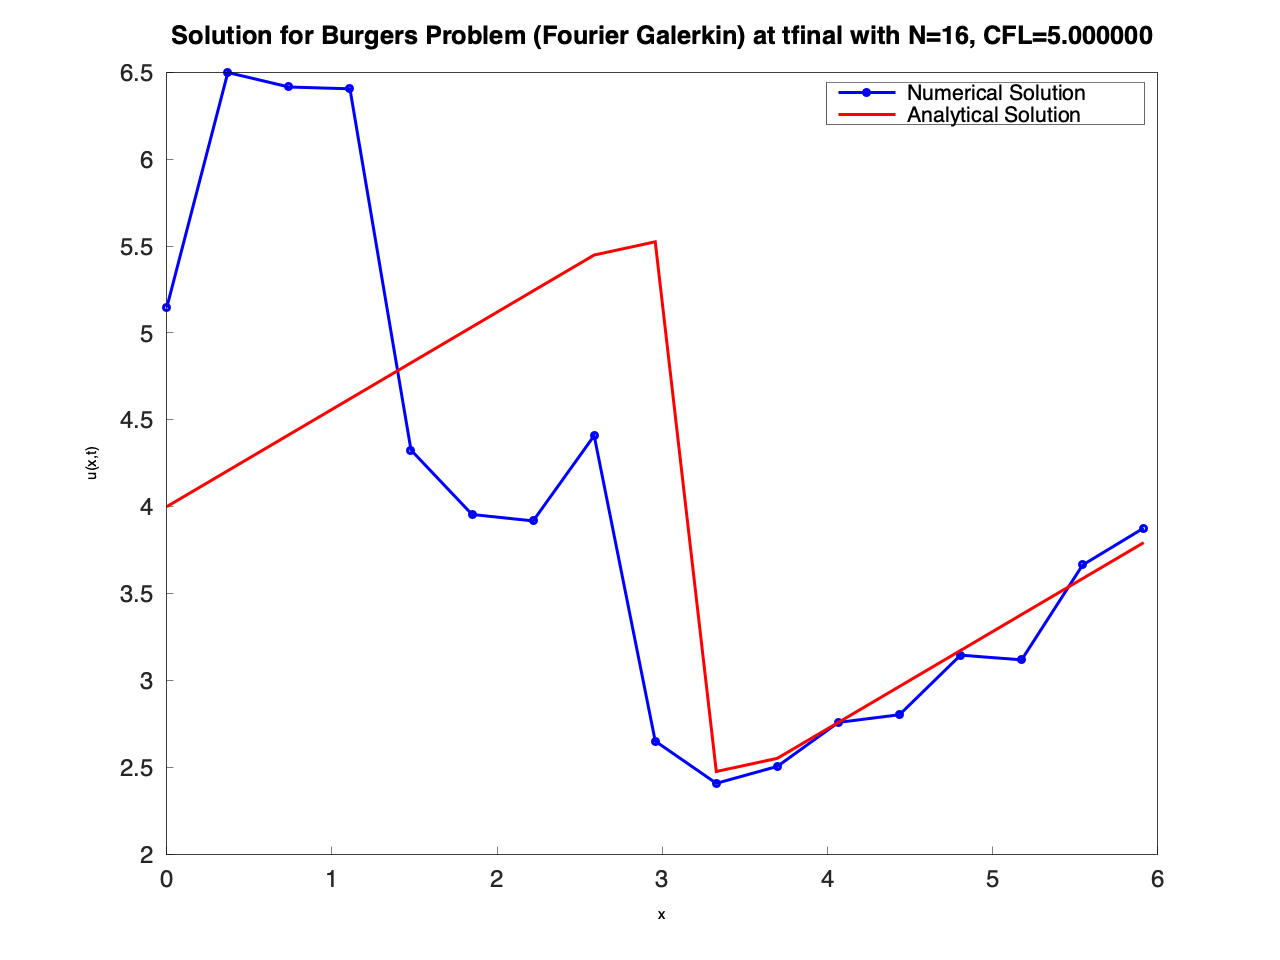 Solution for Burgers Problem (Fourier Galerkin) at tfinal with N=16, CFL=5.000000
Numerical Solution
Analytical Solution
6.5
6
5.5
5
4.5
4
3.5
3
2.5
2
u(x,t)
0 1 2 3 4 5 6
x